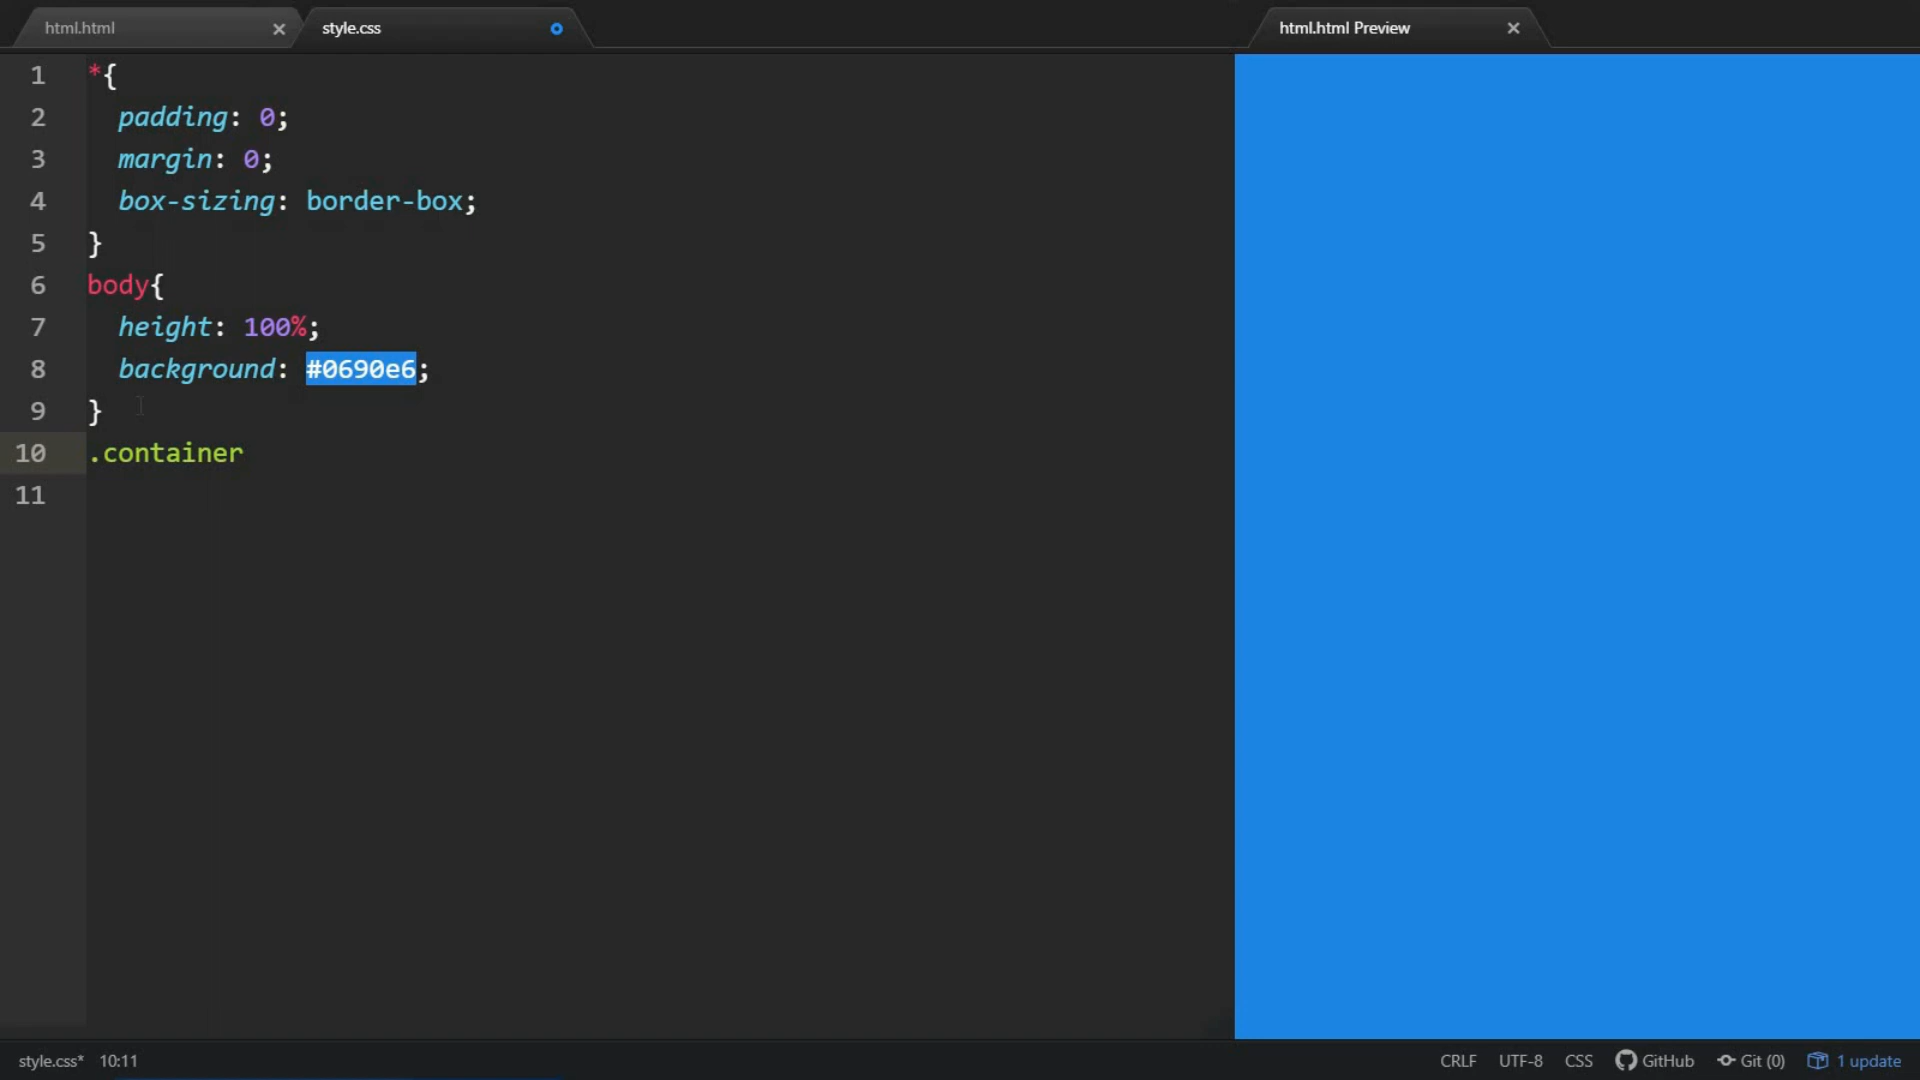 html.html
style.css
html.html Preview
1 *{
2 padding: 0;
3 margin: 0;
4 box-sizing: border-box;
5 }
6 body{
7 height: 100%;
8 background: #0690e6;
9 }
10 .container
11
style.css* 10:11
CRLF UTF-8 CSS GitHub Git (0) 1 update